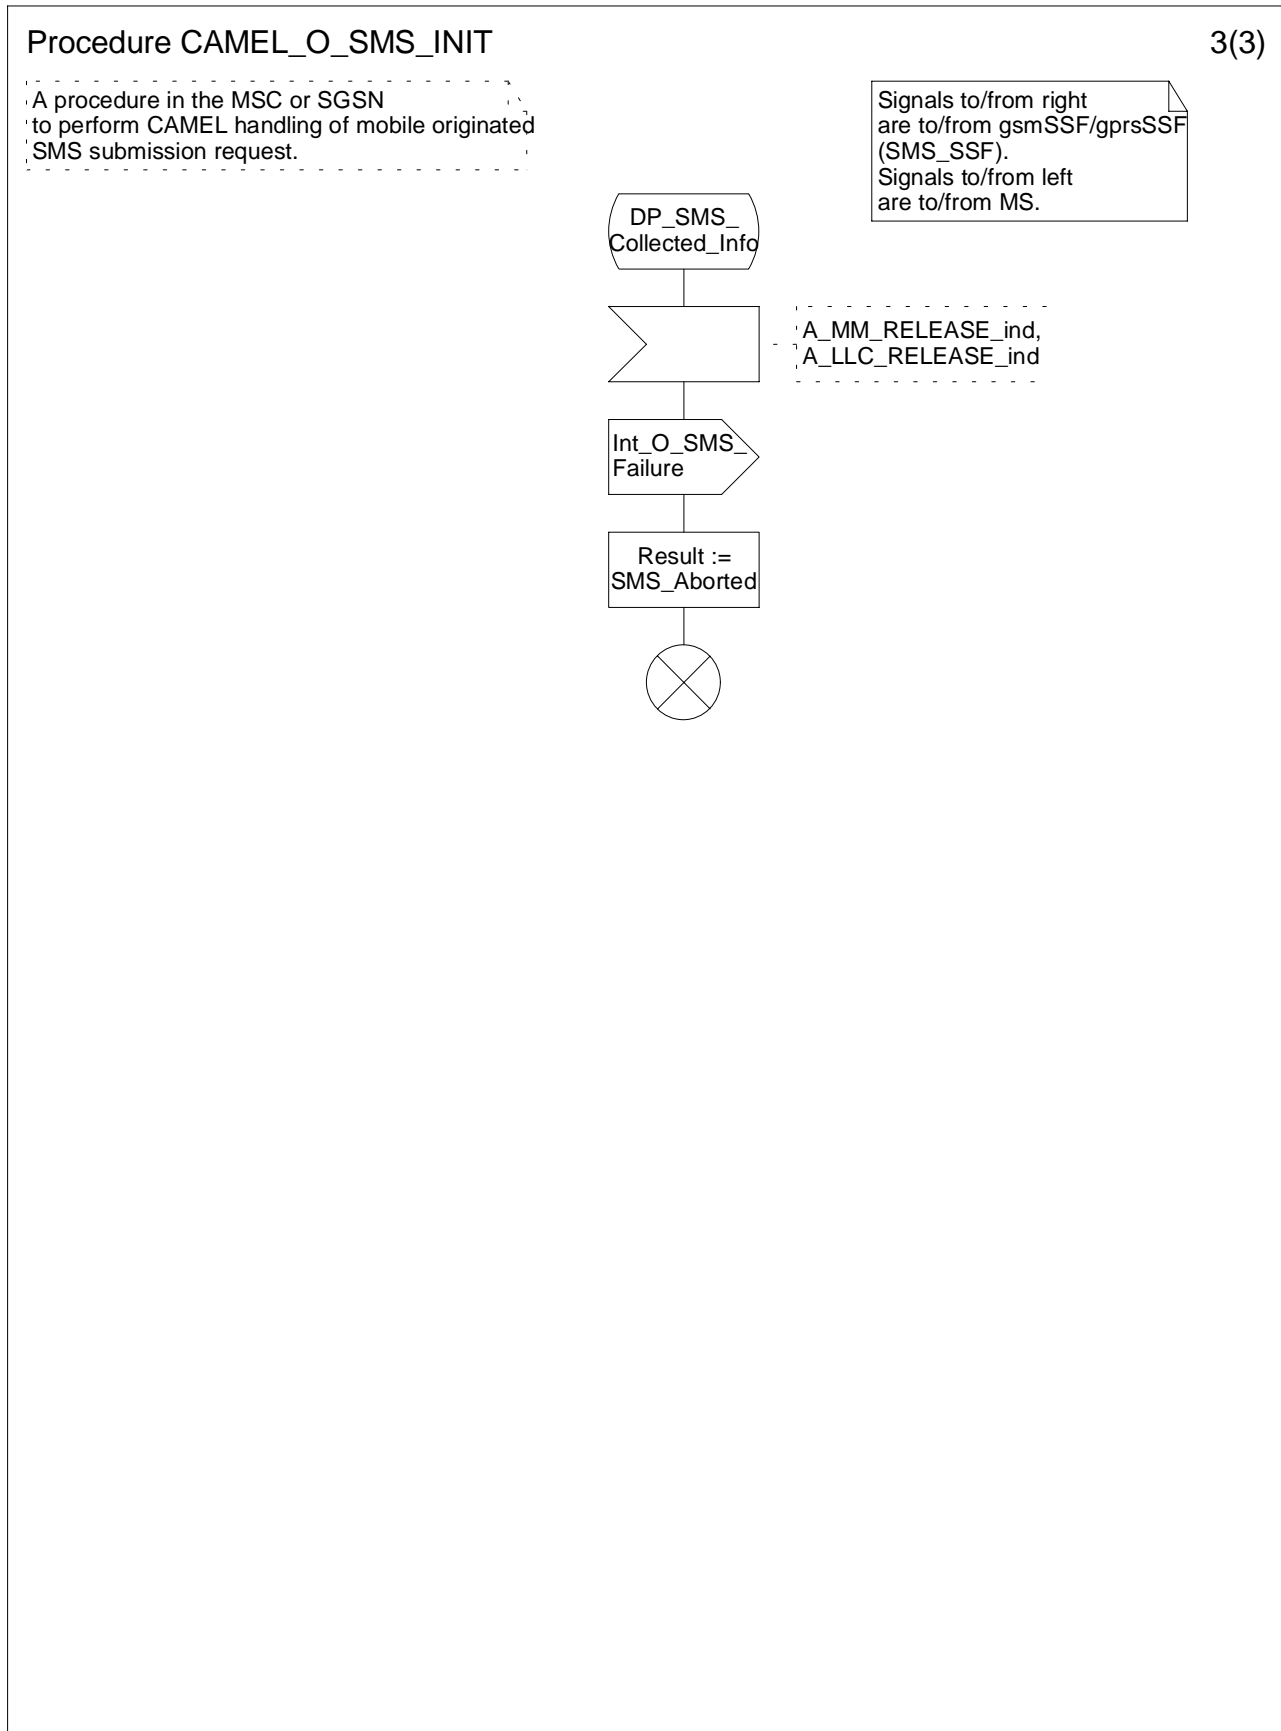 Procedure CAMEL_O_SMS_INIT
3(3)
A procedure in the MSC or SGSN
to perform CAMEL handling of mobile originated
SMS submission request.
Signals to/from right
are to/from gsmSSF/gprsSSF
(SMS_SSF).
Signals to/from left
are to/from MS.
DP_SMS_
Collected_Info
A_MM_RELEASE_ind,
A_LLC_RELEASE_ind
Int_O_SMS_
Failure
Result :=
SMS_Aborted